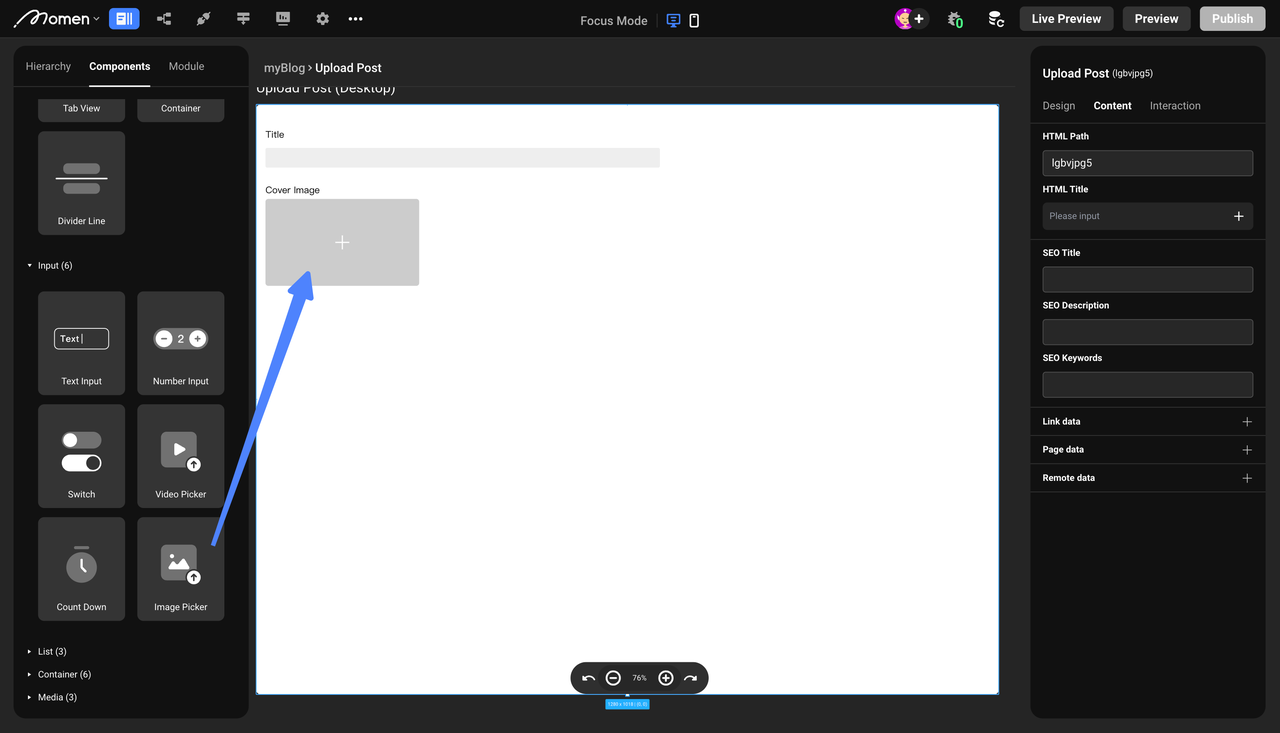 Momen
Focus Mode
0
Live Preview
Preview
Publish
Hierarchy
Components
Module
Tab View
Container
Divider Line
Input (6)
Text
Text Input
2
Number Input
Switch
Video Picker
Count Down
Image Picker
List (3)
Container (6)
Media (3)
myBlog > Upload Post
Upload Post (Desktop)
Title
Cover Image
76%
Upload Post (lgbvjpg5)
Design
Content
Interaction
HTML Path
lgbvjpg5
HTML Title
Please input
SEO Title
SEO Description
SEO Keywords
Link data
Page data
Remote data